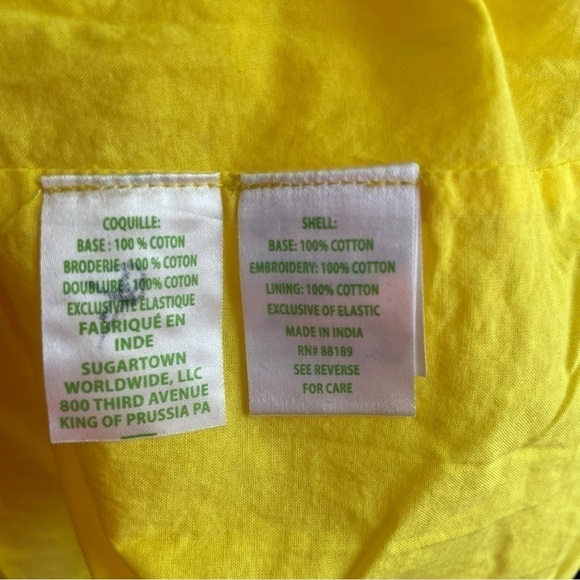 COQUILLE:
BASE : 100 % COTON
BRODERIE: 100 % COTON
DOUBLURE: 100% COTON
EXCLUSIVITÉ ÉLASTIQUE
FABRIQUÉ EN
INDE
SUGARTOWN
WORLDWIDE, LLC
800 THIRD AVENUE
KING OF PRUSSIA PA
SHELL:
BASE: 100% COTTON
EMBROIDERY: 100% COTTON
LINING: 100% COTTON
EXCLUSIVE OF ELASTIC
MADE IN INDIA
RN# 88189
SEE REVERSE
FOR CARE